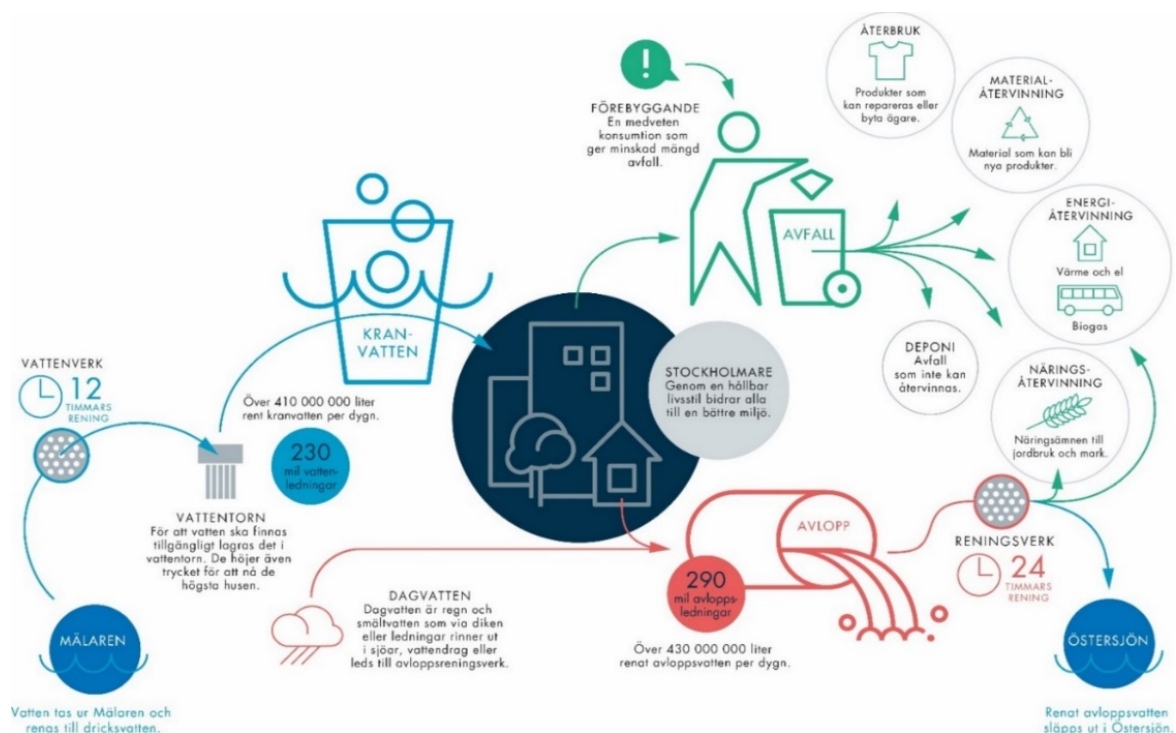 MÄLAREN
Vatten tas ur Mälaren och
renas till dricksvatten.
VATTENVERK
12
TIMMARS
RENING
VATTENTORN
För att vatten ska finnas
tillgängligt lagras det i
vattentorn. De höjer även
trycket för att nå de
högsta husen.
Över 410 000 000 liter
rent kranvatten per dygn.
230
mil vatten-
ledningar
KRAN-
VATTEN
STOCKHOLMARE
Genom en hållbar
livsstil bidrar alla
till en bättre miljö.
!
FÖREBYGGANDE
En medveten
konsumtion som
ger minskad mängd
avfall.
AVFALL
ÅTERBRUK
Produkter som
kan repareras eller
byta ägare.
MATERIAL-
ÅTERVINNING
Material som kan bli
nya produkter.
ENERGI-
ÅTERVINNING
Värme och el
Biogas
DEPONI
Avfall
som inte kan
återvinnas.
NÄRINGS-
ÅTERVINNING
Näringsämnen till
jordbruk och mark.
DAGVATTEN
Dagvatten är regn och
smältvatten som via diken
eller ledningar rinner ut
i sjöar, vattendrag eller
leds till avloppsreningsverk.
AVLOPP
290
mil avlopps-
ledningar
Över 430 000 000 liter
renat avloppsvatten per dygn.
RENINGSVERK
24
TIMMARS
RENING
ÖSTERSJÖN
Renat avloppsvatten
släpps ut i Östersjön.